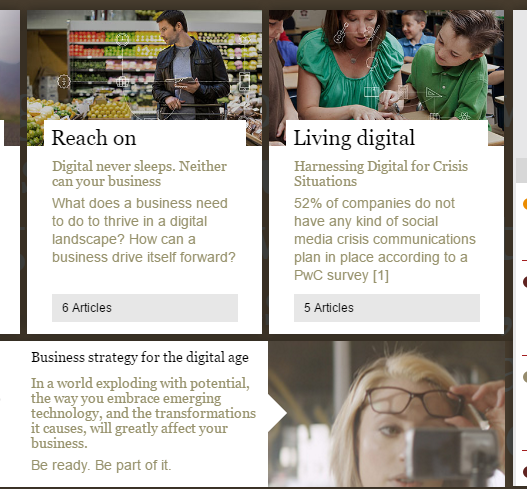 Reach on
Digital never sleeps. Neither
can your business
What does a business need
to do to thrive in a digital
landscape? How can a
business drive itself forward?
6 Articles
Living digital
Harnessing Digital for Crisis
Situations
52% of companies do not
have any kind of social
media crisis communications
plan in place according to a
PwC survey [1]
5 Articles
Business strategy for the digital age
In a world exploding with potential,
the way you embrace emerging
technology, and the transformations
it causes, will greatly affect your
business.
Be ready. Be part of it.